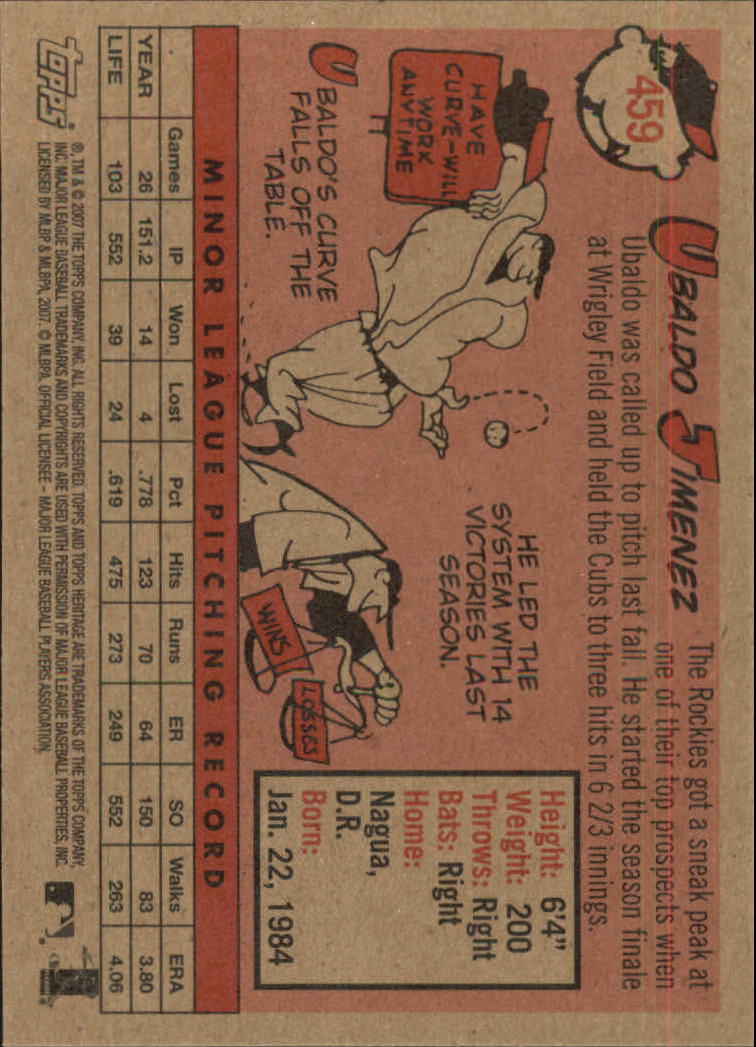 459
UBALDO JIMENEZ
The Rockies got a sneak peak at
one of their top prospects when
Ubaldo was called up to pitch last fall. He started the season finale
at Wrigley Field and held the Cubs to three hits in 6 2/3 innings.
HAVE
CURVE-WILL
WORK
ANYTIME
UBALDO'S CURVE
FALLS OFF THE
TABLE.
HE LED THE
SYSTEM WITH 14
VICTORIES LAST
SEASON.
WINS
LOSSES
Height: 6'4"
Weight: 200
Throws: Right
Bats: Right
Home:
Nagua,
D.R.
Born:
Jan. 22, 1984
MINOR LEAGUE PITCHING RECORD
Games IP Won Lost Pct Hits Runs ER SO Walks ERA
YEAR 26 151.2 14 4 .778 123 70 64 150 83 3.80
LIFE 103 552 39 24 .619 475 273 249 552 263 4.06
topps®
®, TM & © 2007 THE TOPPS COMPANY, INC. ALL RIGHTS RESERVED. TOPPS AND TOPPS HERITAGE ARE TRADEMARKS OF THE TOPPS COMPANY,
INC. MAJOR LEAGUE BASEBALL TRADEMARKS AND COPYRIGHTS ARE USED WITH PERMISSION OF MAJOR LEAGUE BASEBALL PROPERTIES, INC.
LICENSED BY MLBP & MLBPA, 2007. © MLBPA. OFFICIAL LICENSEE – MAJOR LEAGUE BASEBALL PLAYERS ASSOCIATION.